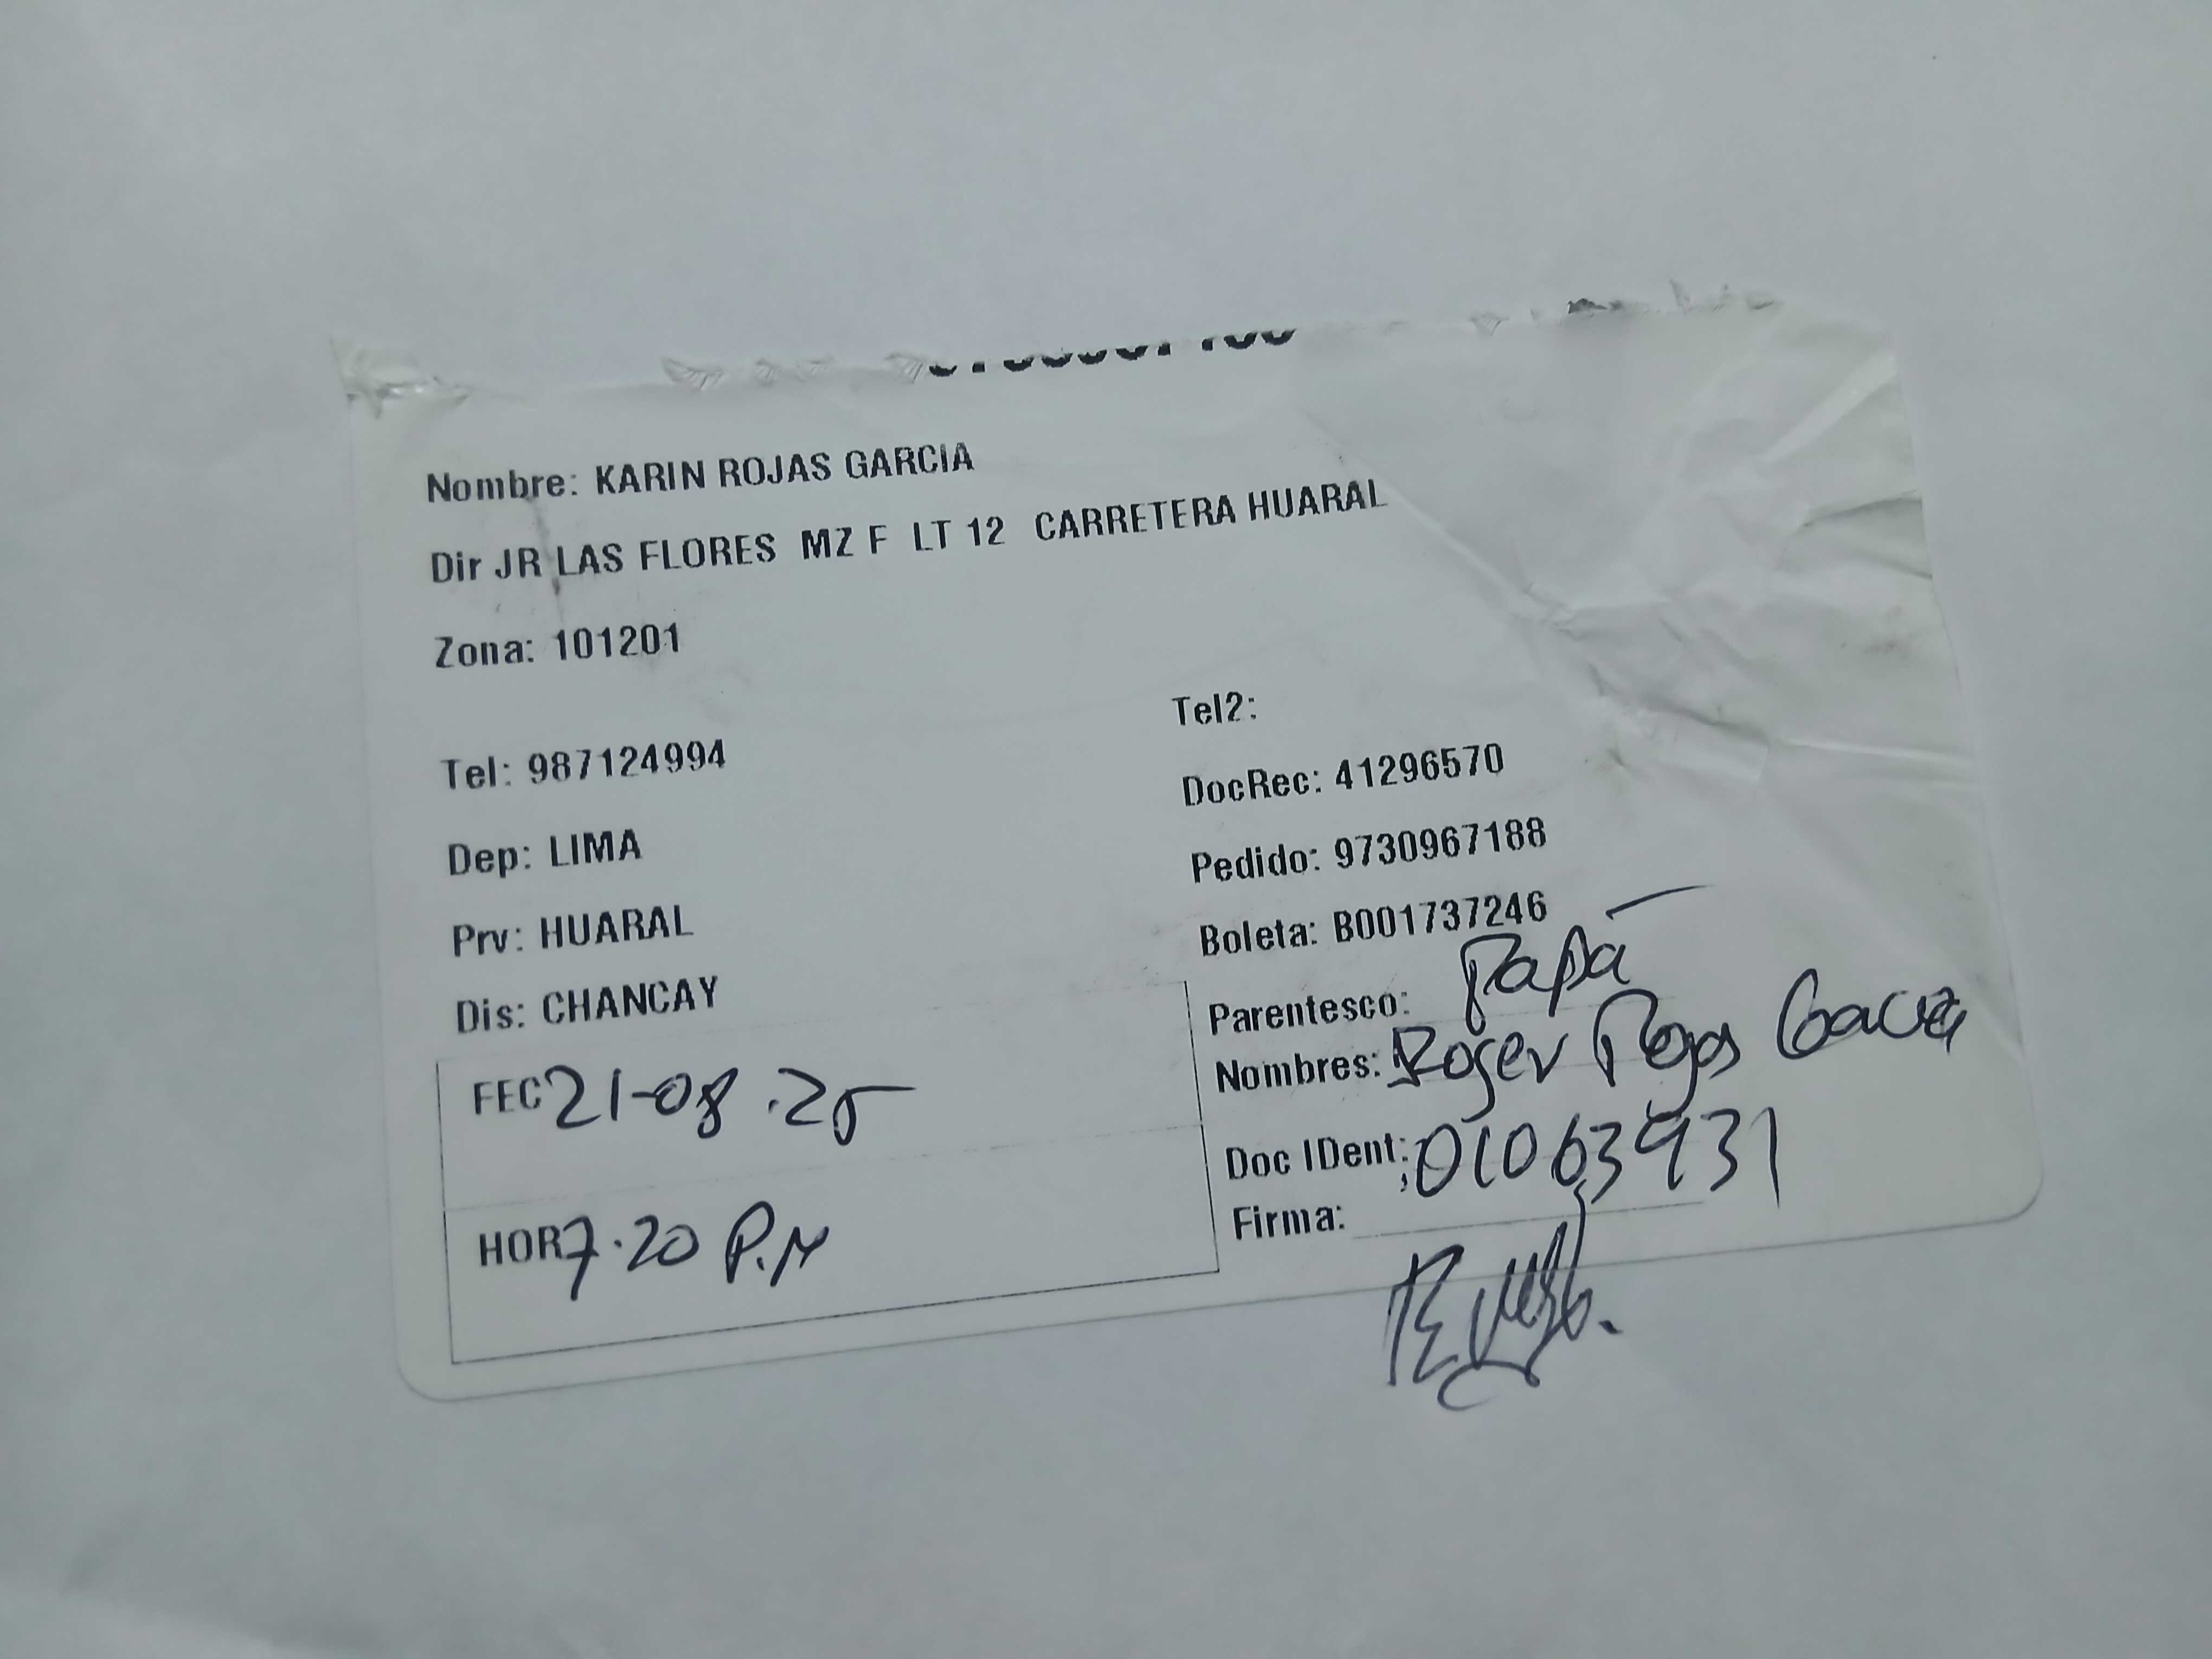 Nombre: KARIN ROJAS GARCIA
Dir JR LAS FLORES MZ F LT 12 CARRETERA HUARAL
Zona: 101201
Tel2:
Tel: 987124994
DocRec: 41296570
Dep: LIMA
Pedido: 9730967188
Prv: HUARAL
Boleta: B001737246
Dis: CHANCAY
Parentesco: Papá
Nombres: Roger Rojas
FEC 21-08.25
Doc IDent: 01063931
Firma:
HOR 7.20 P.M